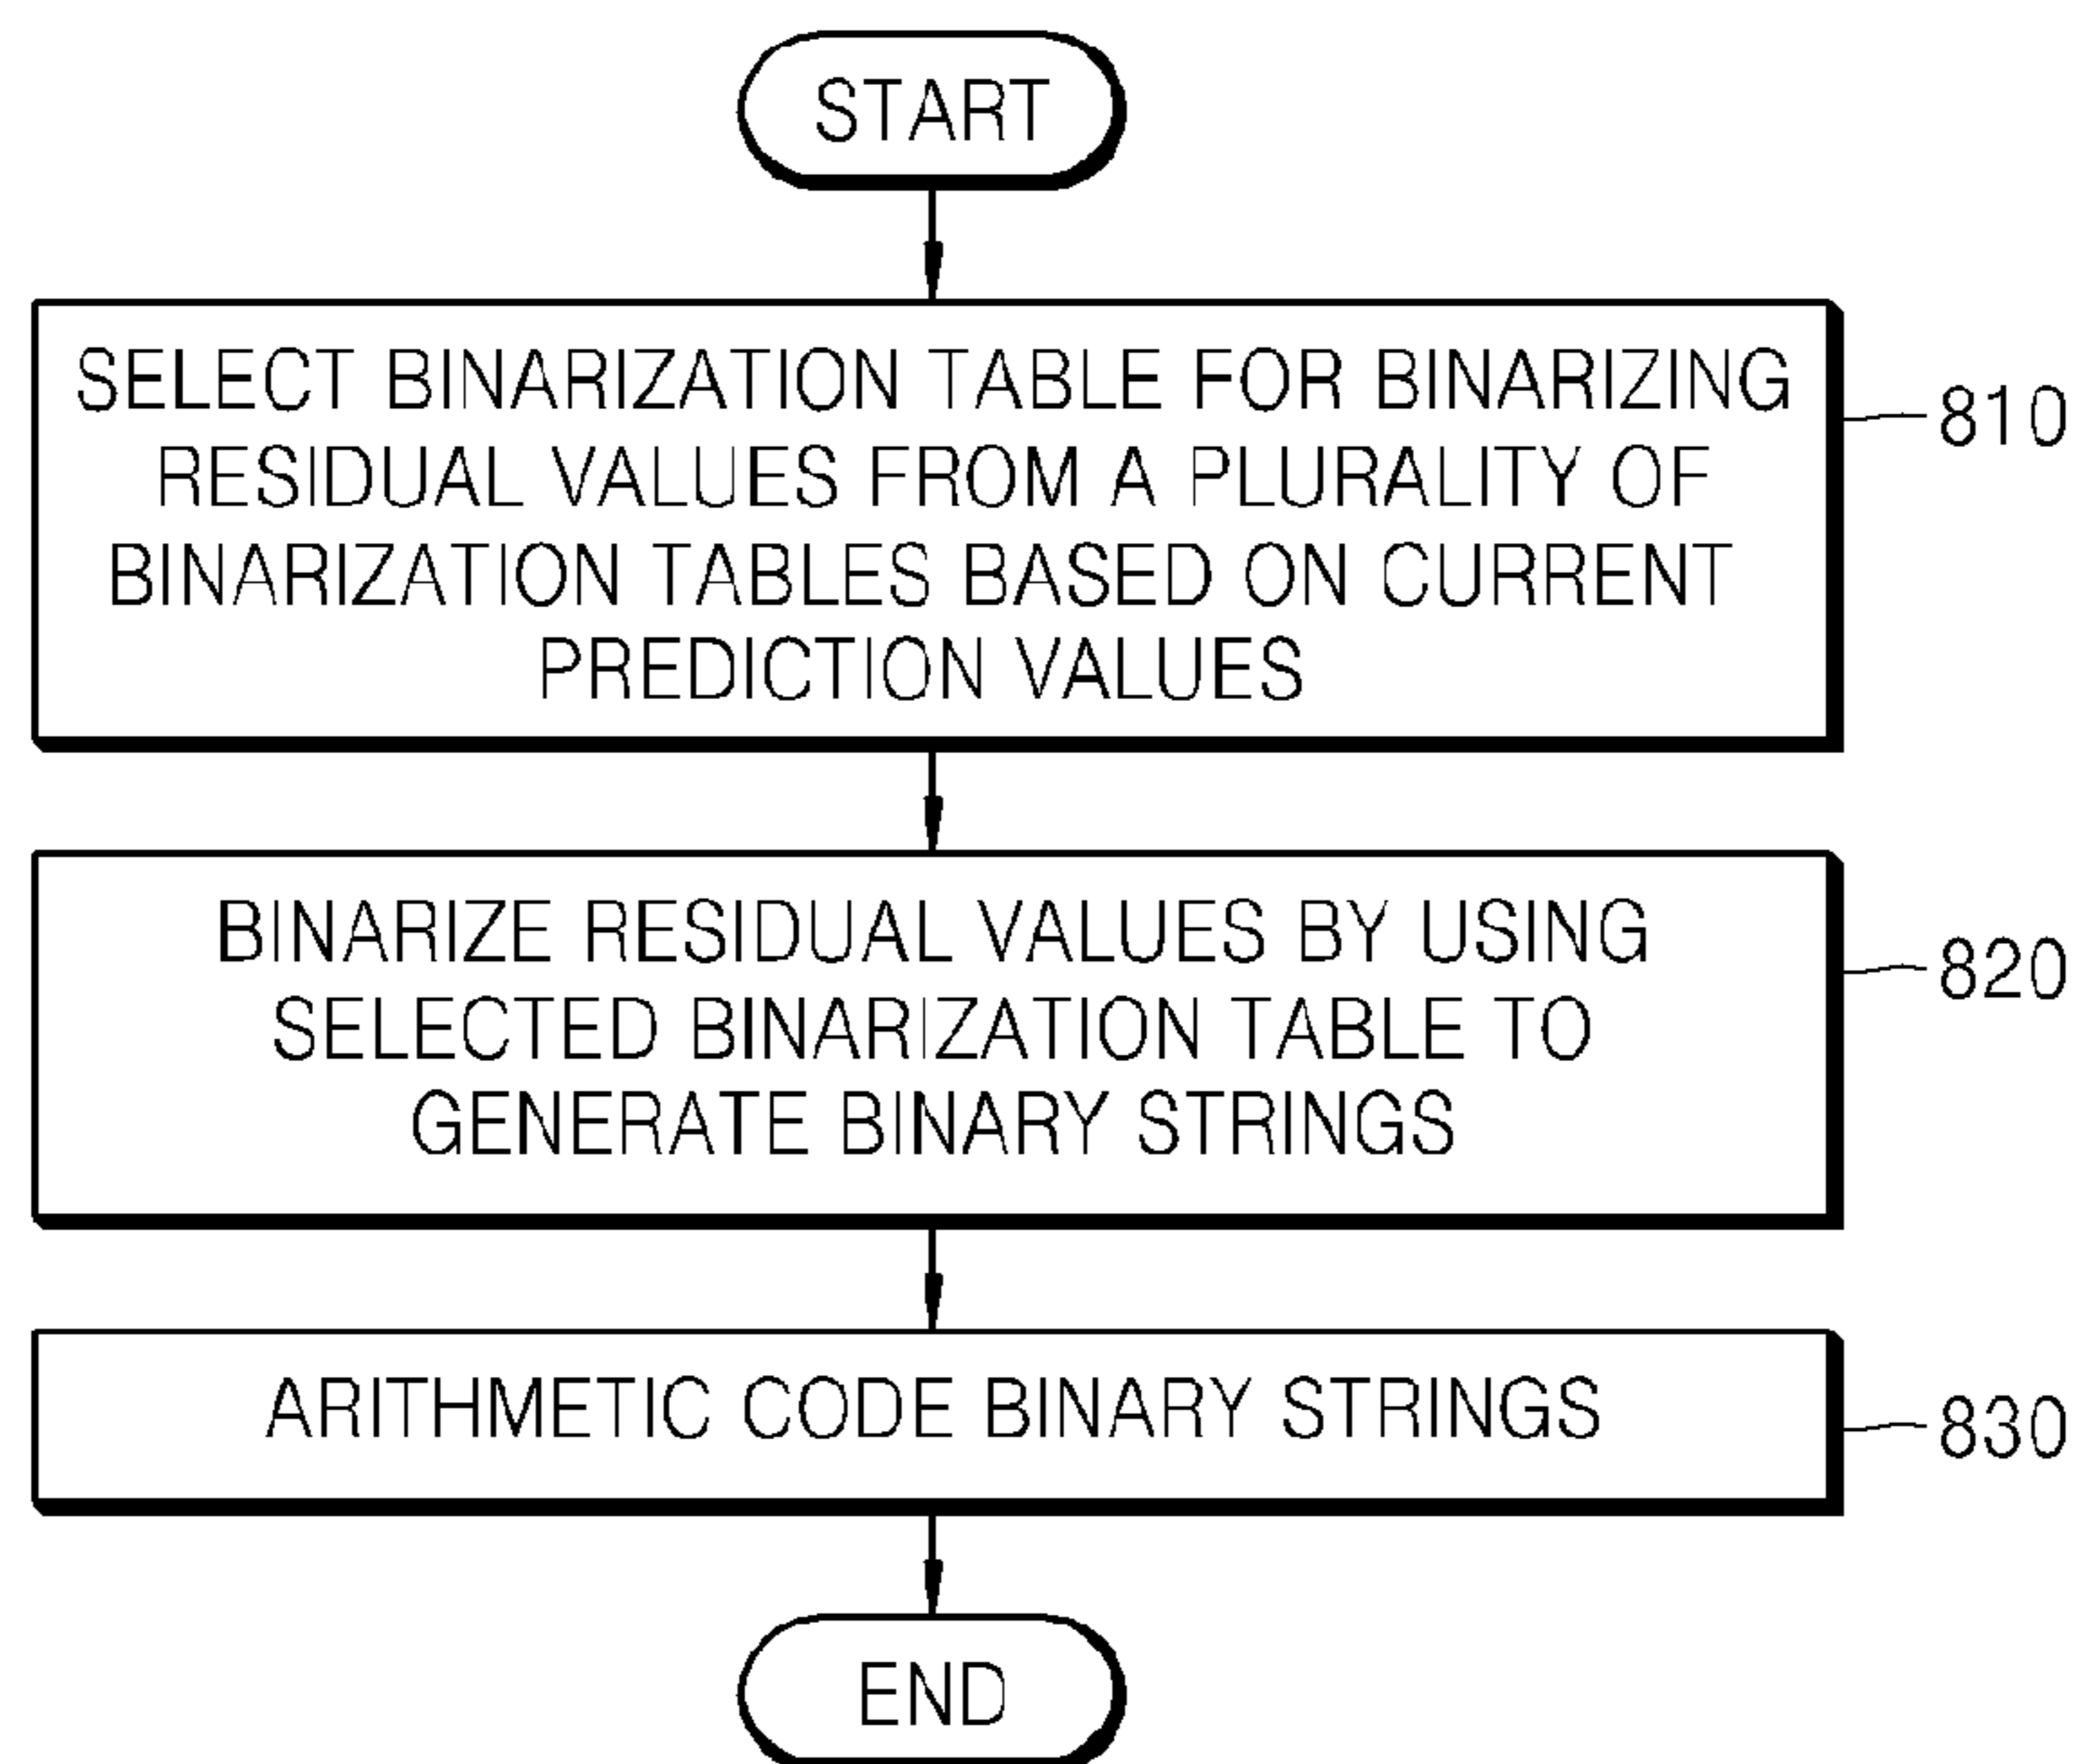 START
SELECT BINARIZATION TABLE FOR BINARIZING
RESIDUAL VALUES FROM A PLURALITY OF
BINARIZATION TABLES BASED ON CURRENT
PREDICTION VALUES
810
BINARIZE RESIDUAL VALUES BY USING
SELECTED BINARIZATION TABLE TO
GENERATE BINARY STRINGS
820
ARITHMETIC CODE BINARY STRINGS
830
END